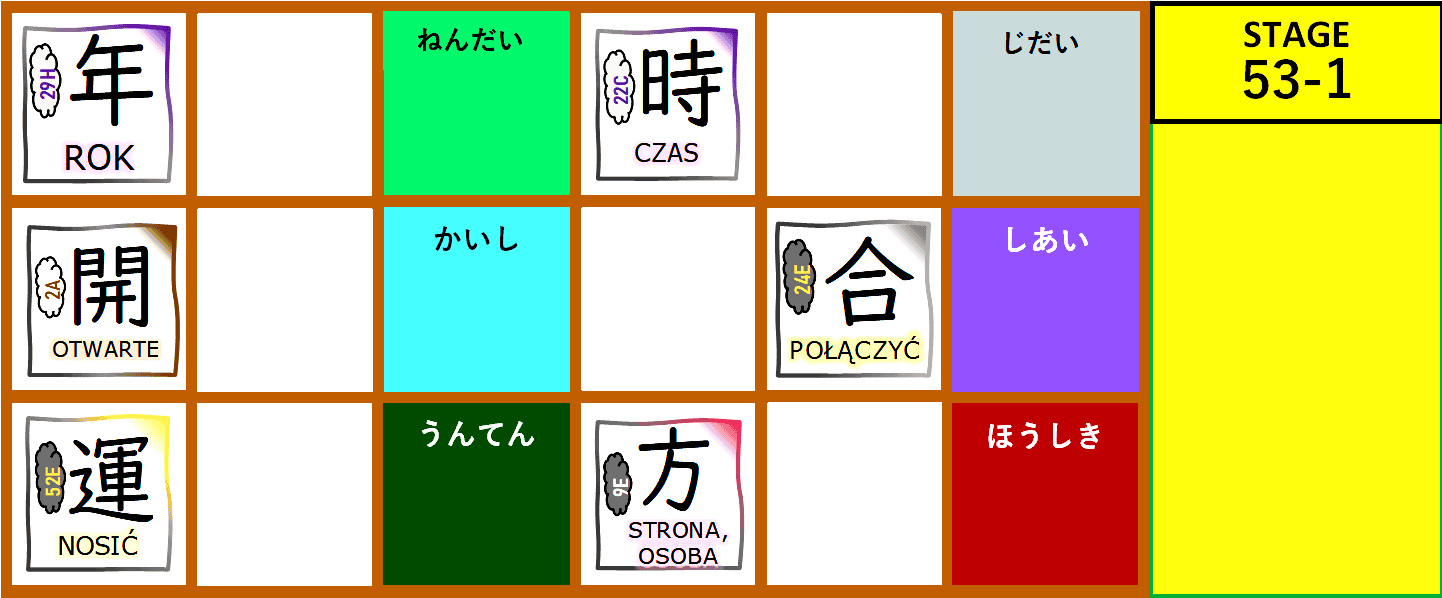 29H
年
ROK
ねんだい
22C
時
CZAS
じだい
STAGE
53-1
2A
開
OTWARTE
かいし
24E
合
POŁĄCZYĆ
しあい
52E
運
NOSIĆ
うんてん
9E
方
STRONA,
OSOBA
ほうしき